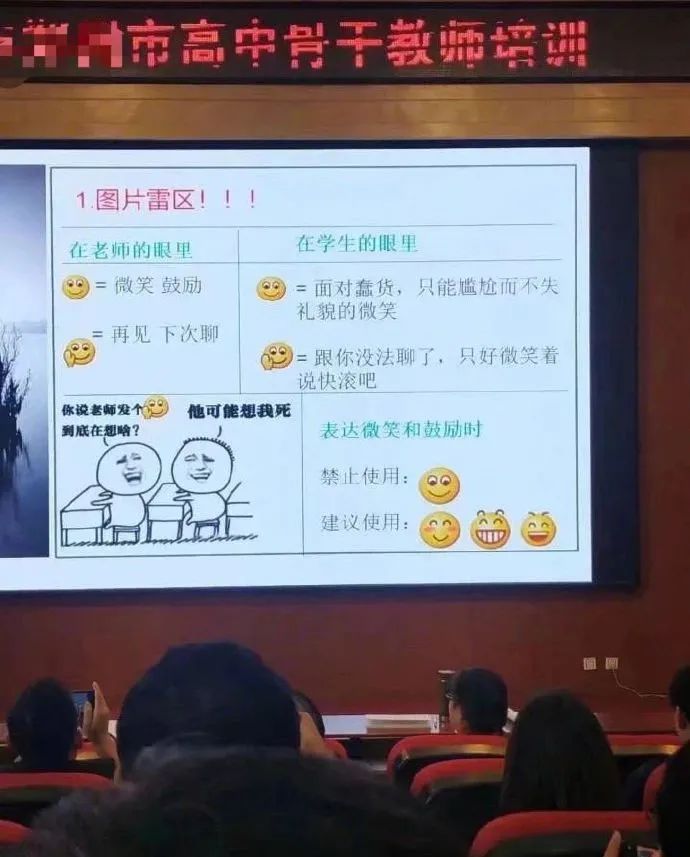 市高中骨干教师培训
1.图片雷区！！！
在老师的眼里
= 微笑 鼓励
= 再见 下次聊
在学生的眼里
= 面对蠢货，只能尴尬而不失
礼貌的微笑
= 跟你没法聊了，只好微笑着
说快滚吧
你说老师发个
到底在想啥？
他可能想我死
表达微笑和鼓励时
禁止使用：
建议使用：